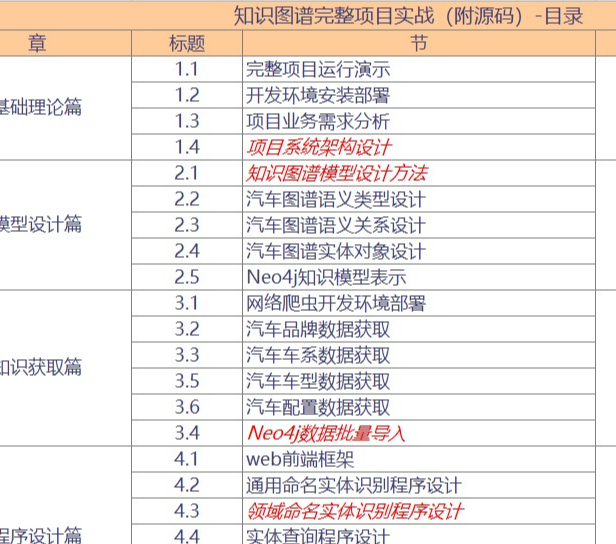 知识图谱完整项目实战（附源码）-目录
章 标题 节
基础理论篇
1.1 完整项目运行演示
1.2 开发环境安装部署
1.3 项目业务需求分析
1.4 项目系统架构设计
模型设计篇
2.1 知识图谱模型设计方法
2.2 汽车图谱语义类型设计
2.3 汽车图谱语义关系设计
2.4 汽车图谱实体对象设计
2.5 Neo4j知识模型表示
知识获取篇
3.1 网络爬虫开发环境部署
3.2 汽车品牌数据获取
3.3 汽车车系数据获取
3.5 汽车车型数据获取
3.6 汽车配置数据获取
3.4 Neo4j数据批量导入
程序设计篇
4.1 web前端框架
4.2 通用命名实体识别程序设计
4.3 领域命名实体识别程序设计
4.4 实体查询程序设计